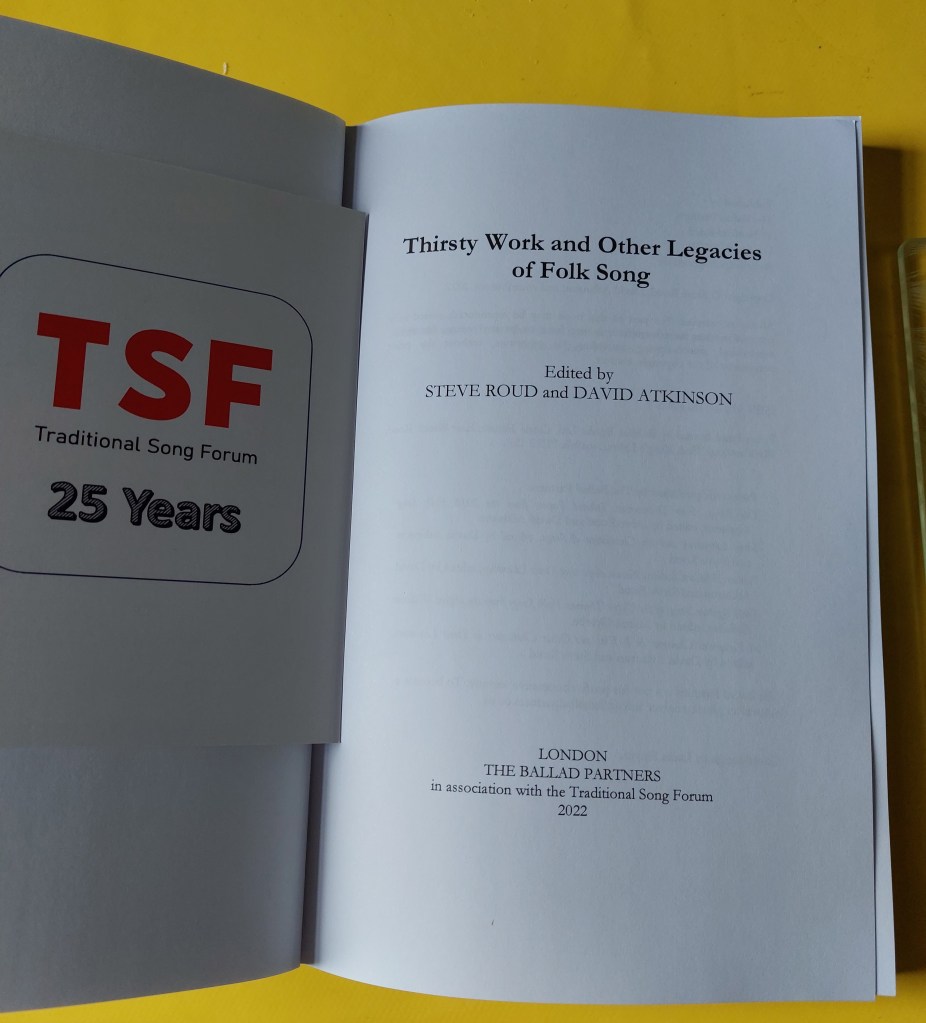 TSF
Traditional Song Forum
25 Years
Thirsty Work and Other Legacies
of Folk Song
Edited by
STEVE ROUD and DAVID ATKINSON
LONDON
THE BALLAD PARTNERS
in association with the Traditional Song Forum
2022